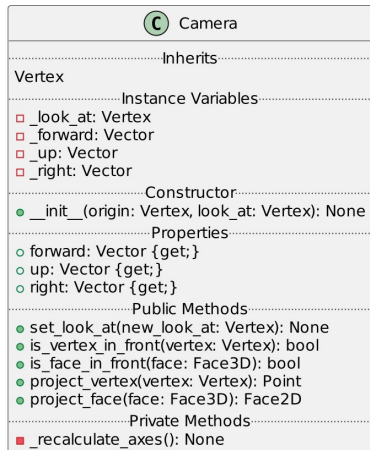 C Camera
Inherits
Vertex
Instance Variables
_look_at: Vertex
_forward: Vector
_up: Vector
_right: Vector
Constructor
__init__(origin: Vertex, look_at: Vertex): None
Properties
forward: Vector {get;}
up: Vector {get;}
right: Vector {get;}
Public Methods
set_look_at(new_look_at: Vertex): None
is_vertex_in_front(vertex: Vertex): bool
is_face_in_front(face: Face3D): bool
project_vertex(vertex: Vertex): Point
project_face(face: Face3D): Face2D
Private Methods
_recalculate_axes(): None